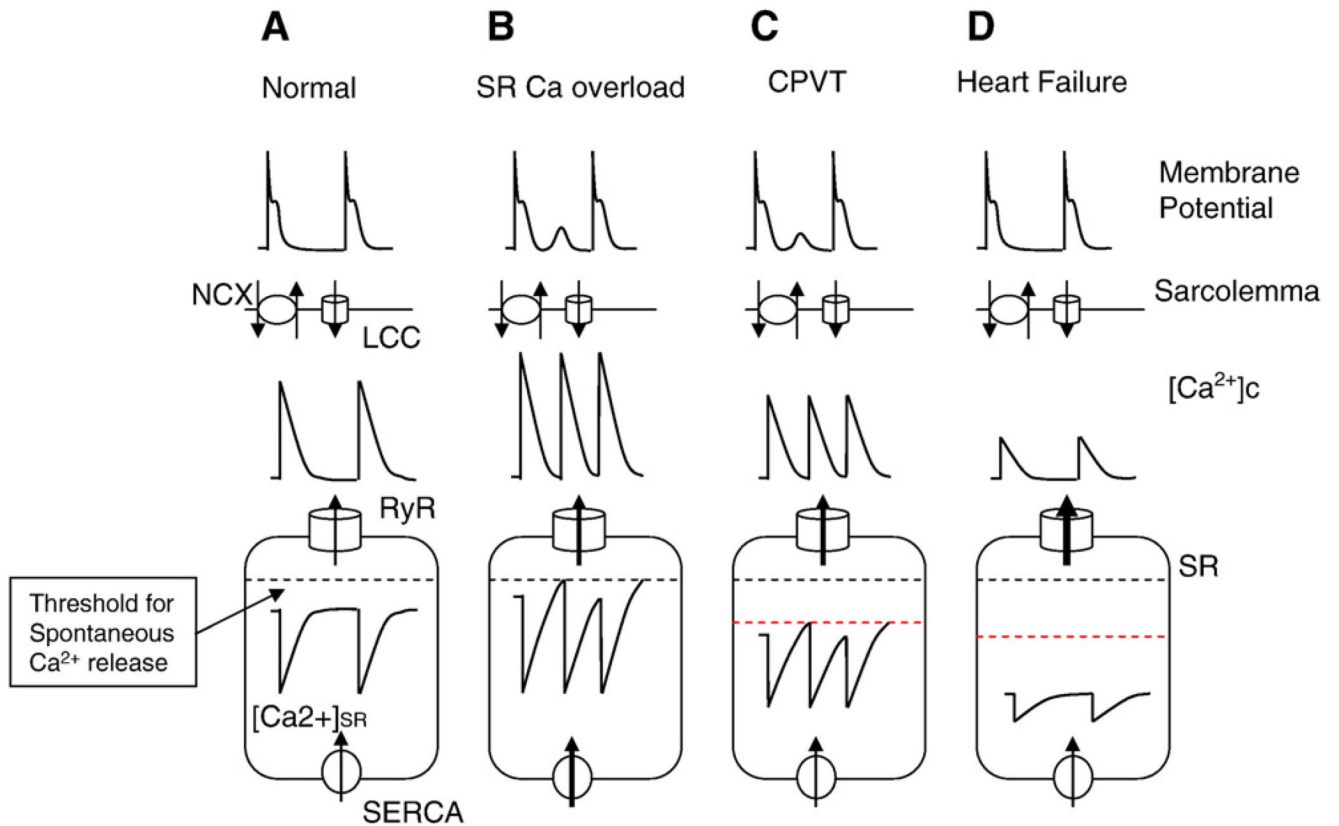 A
B
C
D
Normal
SR Ca overload
CPVT
Heart Failure
Membrane
Potential
NCX
LCC
Sarcolemma
[Ca²⁺]c
RyR
SR
Threshold for
Spontaneous
Ca²⁺ release
[Ca2+]SR
SERCA